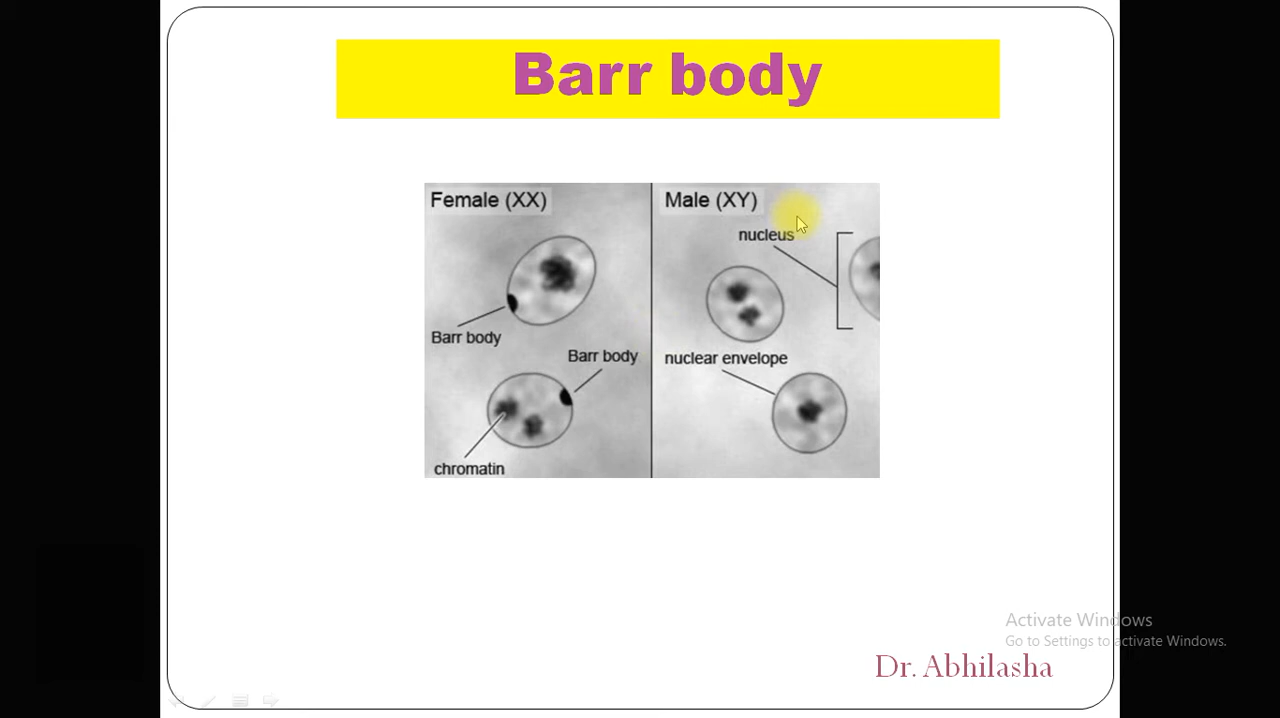 Barr body
Female (XX)
Male (XY)
nucleus
Barr body
Barr body
nuclear envelope
chromatin
Activate Windows
Go to Settings to activate Windows.
Dr. Abhilasha